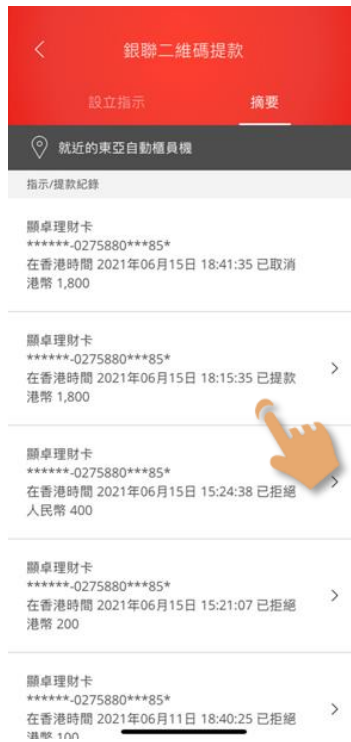 銀聯二維碼提款
設立指示 摘要
就近的東亞自動櫃員機
指示/提款紀錄
顯卓理財卡
******-0275880***85*
在香港時間 2021年06月15日 18:41:35 已取消
港幣 1,800
顯卓理財卡
******-0275880***85*
在香港時間 2021年06月15日 18:15:35 已提款
港幣 1,800
顯卓理財卡
******-0275880***85*
在香港時間 2021年06月15日 15:24:38 已拒絕
人民幣 400
顯卓理財卡
******-0275880***85*
在香港時間 2021年06月15日 15:21:07 已拒絕
港幣 200
顯卓理財卡
******-0275880***85*
在香港時間 2021年06月11日 18:40:25 已拒絕
港幣 100